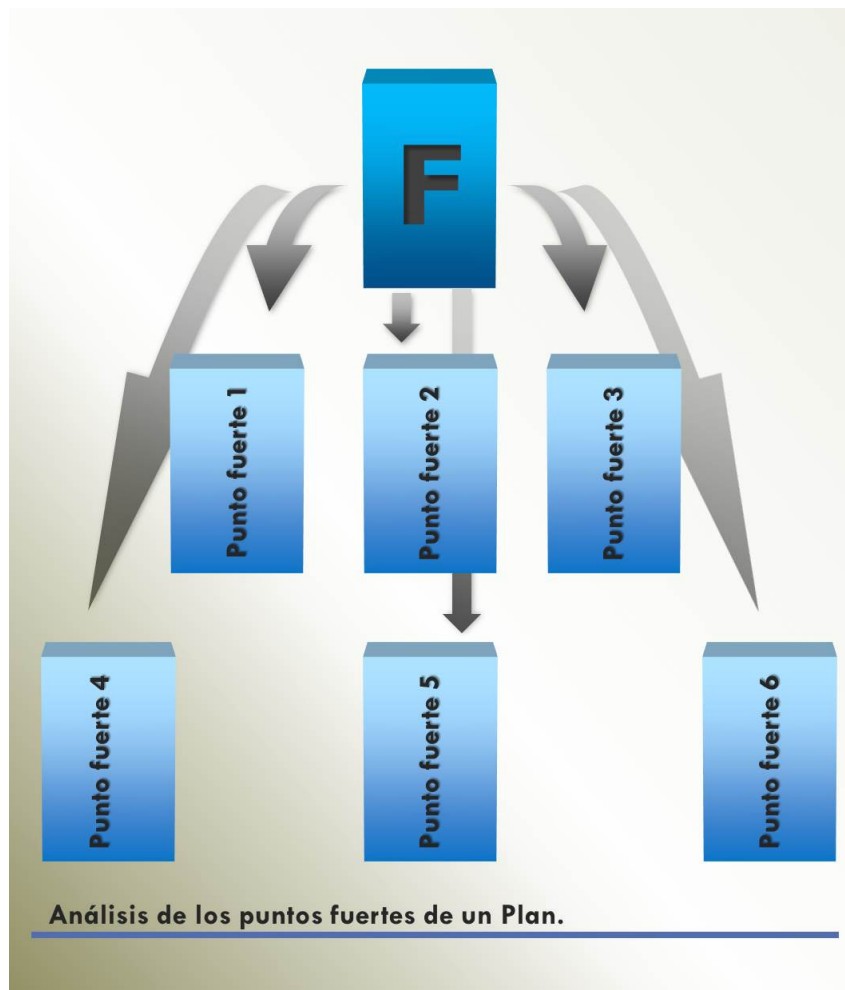 F
Punto fuerte 1
Punto fuerte 2
Punto fuerte 3
Punto fuerte 4
Punto fuerte 5
Punto fuerte 6
Análisis de los puntos fuertes de un Plan.